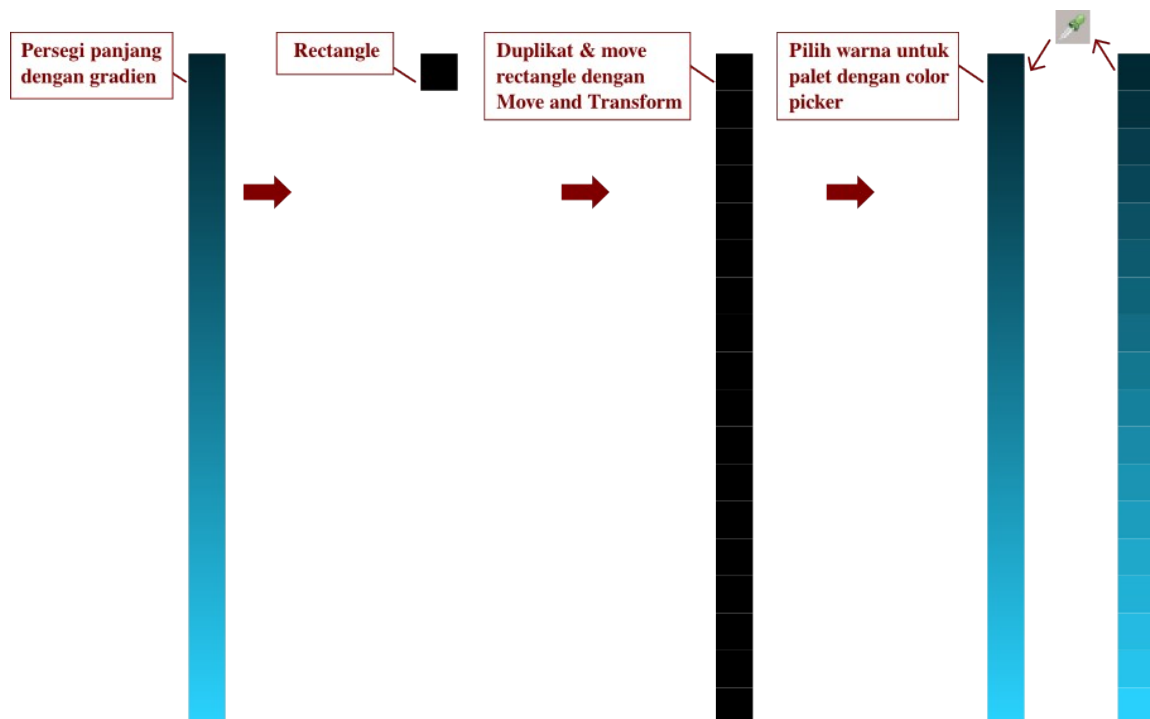 Persegi panjang
dengan gradien
Rectangle
Duplikat & move
rectangle dengan
Move and Transform
Pilih warna untuk
palet dengan color
picker